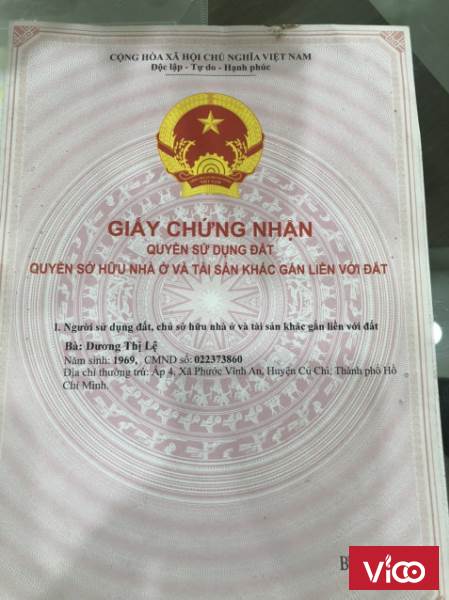 CỘNG HÒA XÃ HỘI CHỦ NGHĨA VIỆT NAM
Độc lập - Tự do - Hạnh phúc
GIẤY CHỨNG NHẬN
QUYỀN SỬ DỤNG ĐẤT
QUYỀN SỞ HỮU NHÀ Ở VÀ TÀI SẢN KHÁC GẮN LIỀN VỚI ĐẤT
I. Người sử dụng đất, chủ sở hữu nhà ở và tài sản khác gắn liền với đất
Bà: Dương Thị Lệ
Năm sinh: 1969, CMND số: 022373860
Địa chỉ thường trú: Ấp 4, Xã Phước Vĩnh An, Huyện Củ Chi, Thành phố Hồ
Chí Minh.
B
ViCO